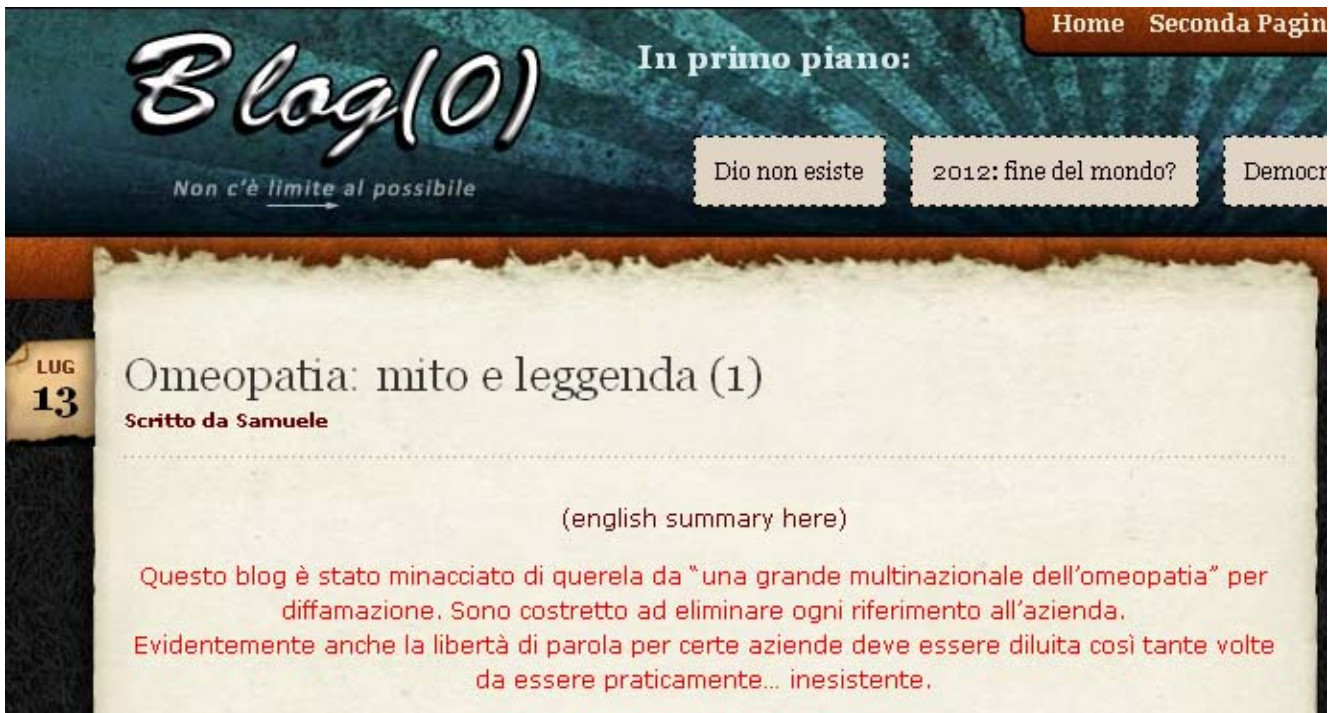 Home Seconda Pagin
Blog(0)
In primo piano:
Non c'è limite al possibile
Dio non esiste
2012: fine del mondo?
Democr
LUG
13
Omeopatia: mito e leggenda (1)
Scritto da Samuele
(english summary here)
Questo blog è stato minacciato di querela da “una grande multinazionale dell’omeopatia” per
diffamazione. Sono costretto ad eliminare ogni riferimento all’azienda.
Evidentemente anche la libertà di parola per certe aziende deve essere diluita così tante volte
da essere praticamente… inesistente.